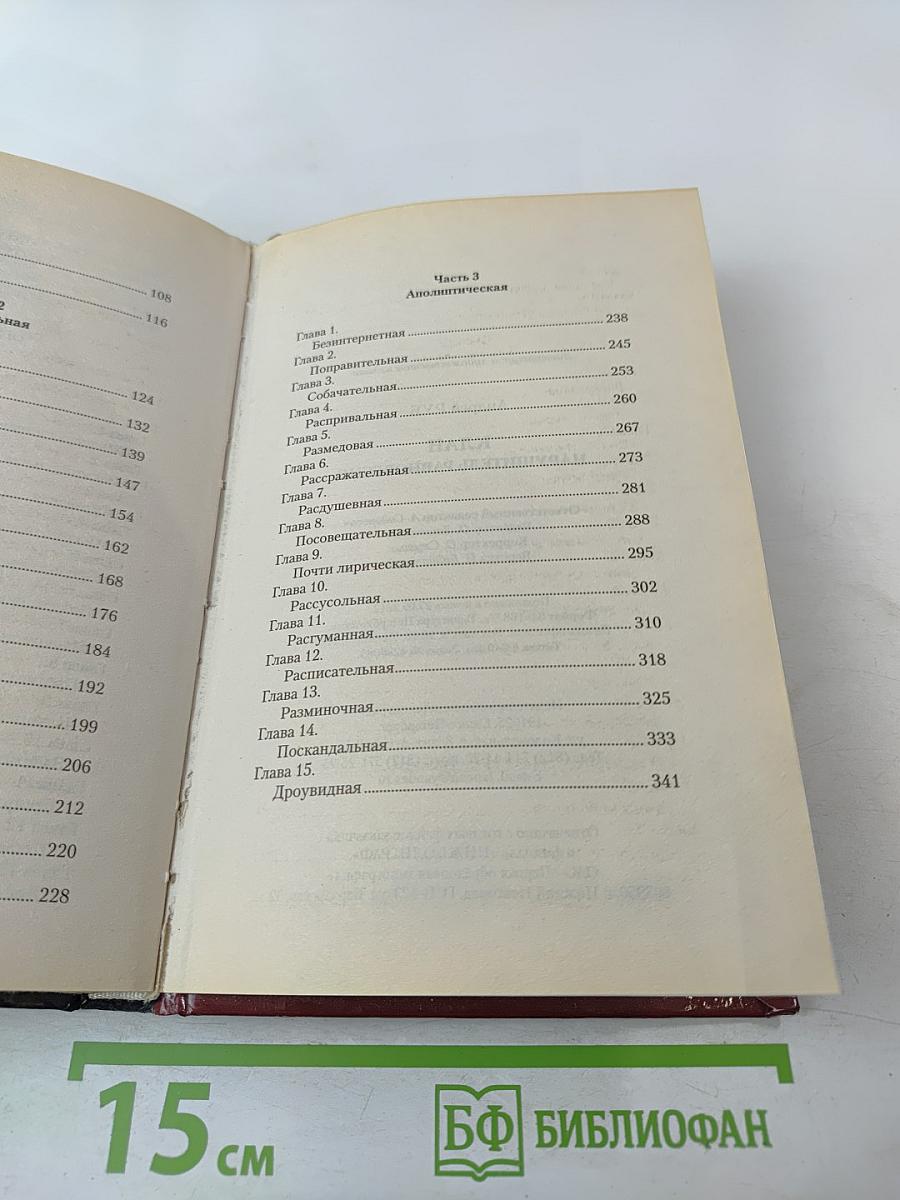 108
116
2
ьная
124
132
139
147
154
162
168
176
184
192
199
206
212
220
228
Часть 3
Аполиптическая
Глава 1.
Безинтернетная 238
Глава 2.
Поправительная 245
Глава 3.
Собачательная 253
Глава 4.
Распривальная 260
Глава 5.
Размедовая 267
Глава 6.
Рассражательная 273
Глава 7.
Расдушевная 281
Глава 8.
Посовещательная 288
Глава 9.
Почти лирическая 295
Глава 10.
Рассусольная 302
Глава 11.
Расгуманная 310
Глава 12.
Расписательная 318
Глава 13.
Разминочная 325
Глава 14.
Поскандальная 333
Глава 15.
Дроувидная 341
15 см
БФ БИБЛИОФАН